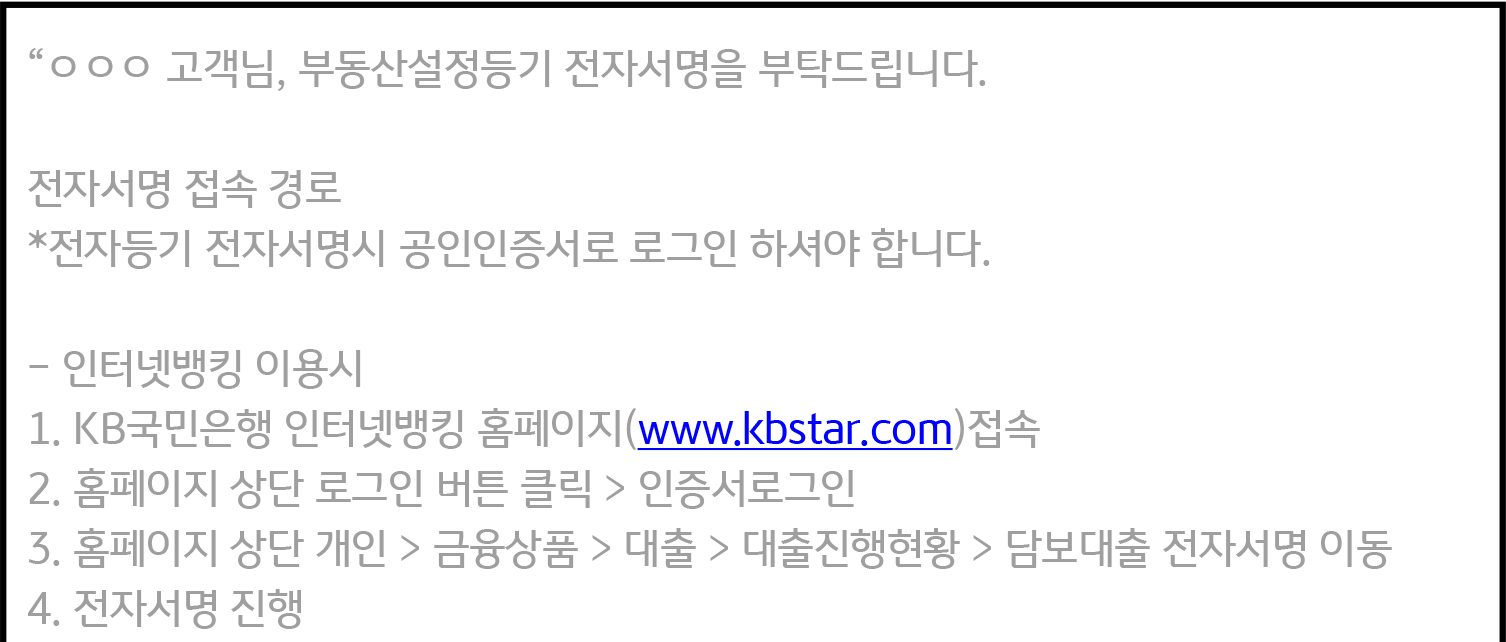 “ㅇㅇㅇ 고객님, 부동산설정등기 전자서명을 부탁드립니다.
전자서명 접속 경로
*전자등기 전자서명시 공인인증서로 로그인 하셔야 합니다.
- 인터넷뱅킹 이용시
1. KB국민은행 인터넷뱅킹 홈페이지(www.kbstar.com)접속
2. 홈페이지 상단 로그인 버튼 클릭 > 인증서로그인
3. 홈페이지 상단 개인 > 금융상품 > 대출 > 대출진행현황 > 담보대출 전자서명 이동
4. 전자서명 진행